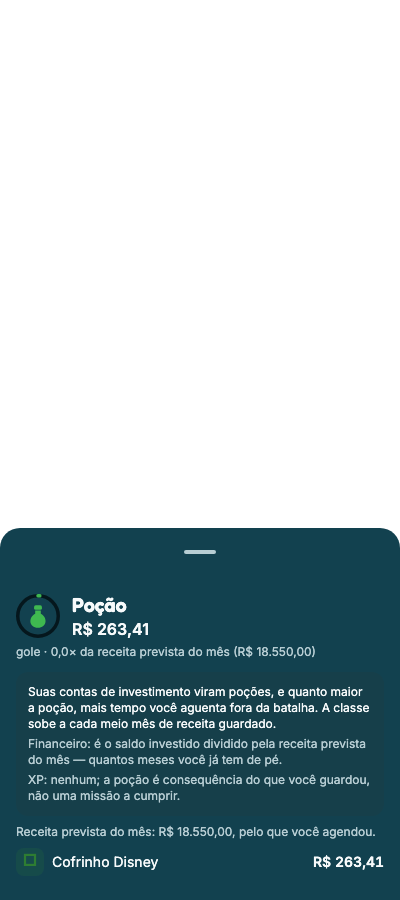 Poção
R$ 263,41
gole · 0,0× da receita prevista do mês (R$ 18.550,00)
Suas contas de investimento viram poções, e quanto maior
a poção, mais tempo você aguenta fora da batalha. A classe
sobe a cada meio mês de receita guardado.
Financeiro: é o saldo investido dividido pela receita prevista
do mês — quantos meses você já tem de pé.
XP: nenhum; a poção é consequência do que você guardou,
não uma missão a cumprir.
Receita prevista do mês: R$ 18.550,00, pelo que você agendou.
Cofrinho Disney R$ 263,41